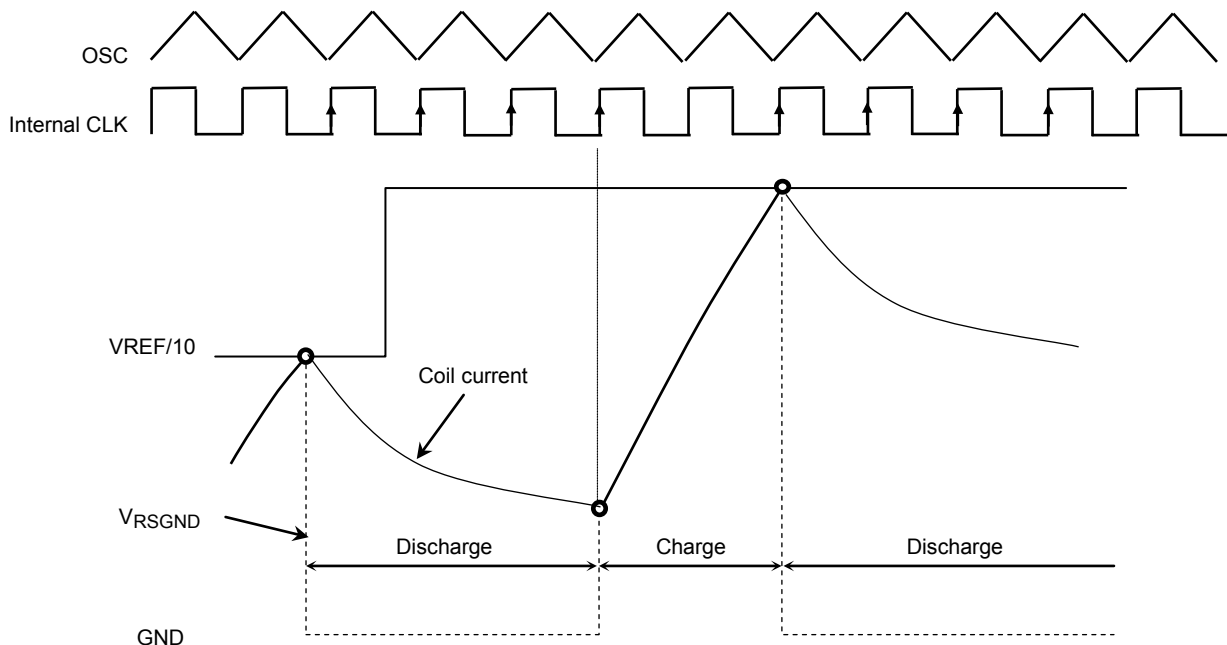 OSC
Internal CLK
VREF/10
Coil current
VRSGND
Discharge
Charge
Discharge
GND